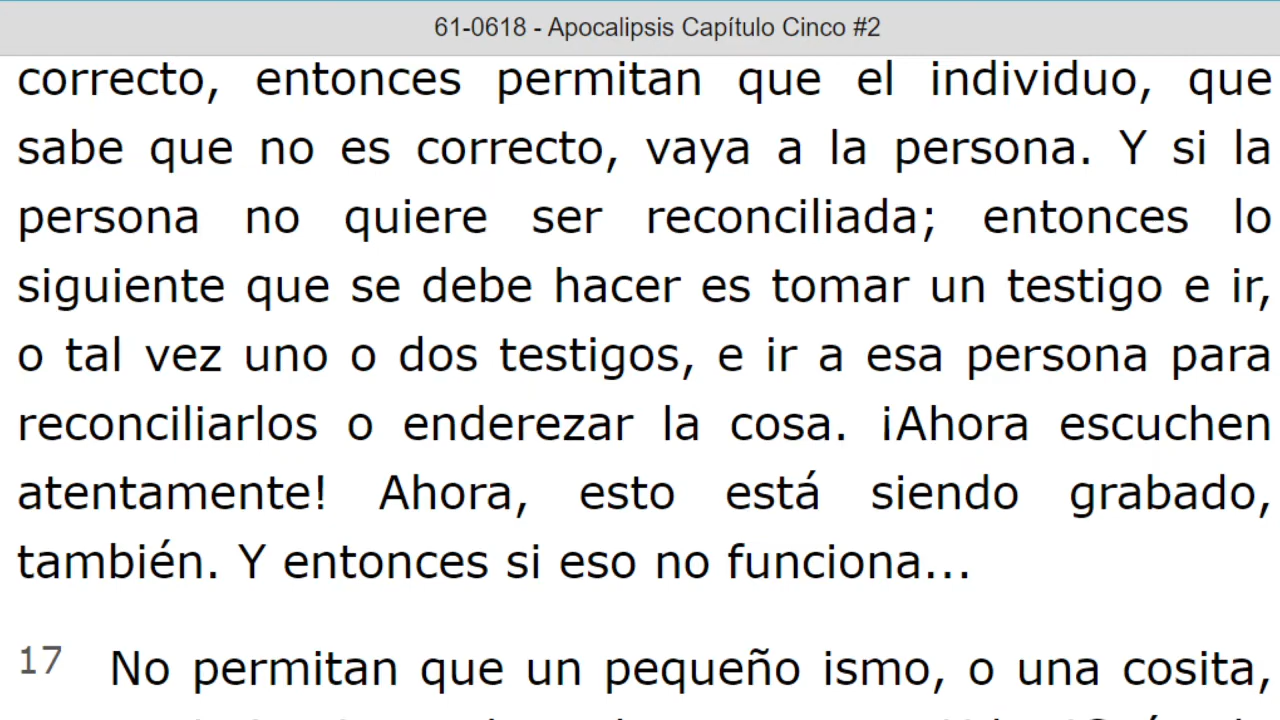 61-0618 - Apocalipsis Capítulo Cinco #2
correcto, entonces permitan que el individuo, que
sabe que no es correcto, vaya a la persona. Y si la
persona no quiere ser reconciliada; entonces lo
siguiente que se debe hacer es tomar un testigo e ir,
o tal vez uno o dos testigos, e ir a esa persona para
reconciliarlos o enderezar la cosa. ¡Ahora escuchen
atentamente! Ahora, esto está siendo grabado,
también. Y entonces si eso no funciona...
17 No permitan que un pequeño ismo, o una cosita,